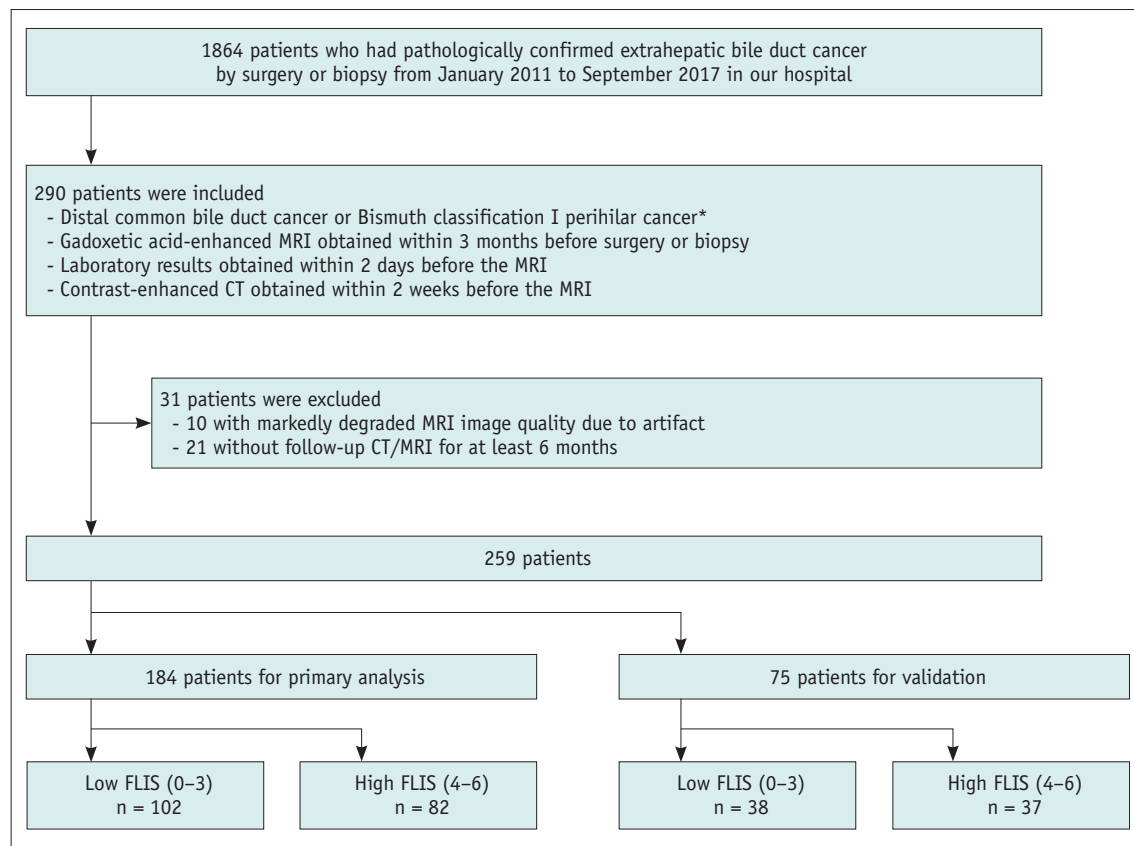 1864 patients who had pathologically confirmed extrahepatic bile duct cancer
by surgery or biopsy from January 2011 to September 2017 in our hospital
290 patients were included
- Distal common bile duct cancer or Bismuth classification I perihilar cancer*
- Gadoxetic acid-enhanced MRI obtained within 3 months before surgery or biopsy
- Laboratory results obtained within 2 days before the MRI
- Contrast-enhanced CT obtained within 2 weeks before the MRI
31 patients were excluded
- 10 with markedly degraded MRI image quality due to artifact
- 21 without follow-up CT/MRI for at least 6 months
259 patients
184 patients for primary analysis
75 patients for validation
Low FLIS (0–3)
n = 102
High FLIS (4–6)
n = 82
Low FLIS (0–3)
n = 38
High FLIS (4–6)
n = 37